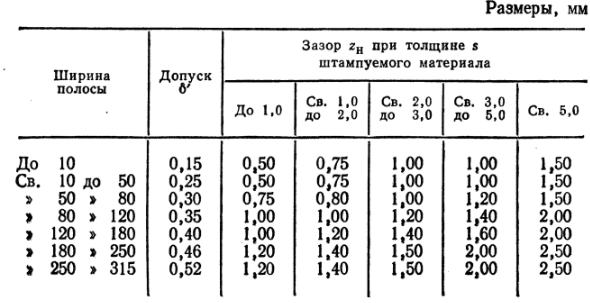 Размеры, мм
Ширина полосы Допуск δ′ Зазор zн при толщине s штампуемого материала
До 1,0 Св. 1,0 до 2,0 Св. 2,0 до 3,0 Св. 3,0 до 5,0 Св. 5,0
До 10 0,15 0,50 0,75 1,00 1,00 1,50
Св. 10 до 50 0,25 0,50 0,75 1,00 1,00 1,50
» 50 » 80 0,30 0,75 0,80 1,00 1,20 1,50
» 80 » 120 0,35 1,00 1,00 1,20 1,40 2,00
» 120 » 180 0,40 1,00 1,20 1,40 1,60 2,00
» 180 » 250 0,46 1,20 1,40 1,50 2,00 2,50
» 250 » 315 0,52 1,20 1,40 1,50 2,00 2,50